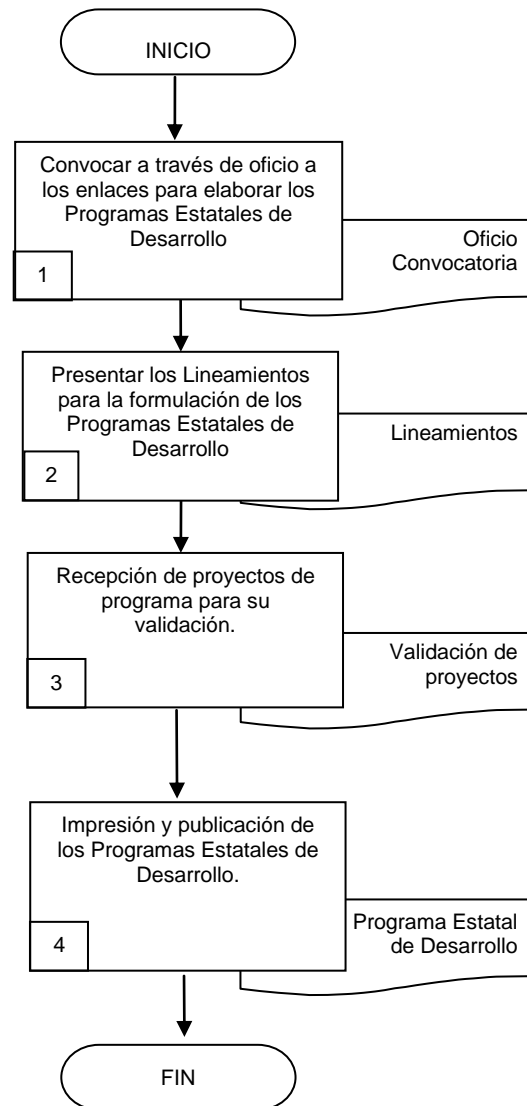 INICIO
Convocar a través de oficio a
los enlaces para elaborar los
Programas Estatales de
Desarrollo
1
Oficio
Convocatoria
Presentar los Lineamientos
para la formulación de los
Programas Estatales de
Desarrollo
2
Lineamientos
Recepción de proyectos de
programa para su
validación.
3
Validación de
proyectos
Impresión y publicación de
los Programas Estatales de
Desarrollo.
4
Programa Estatal
de Desarrollo
FIN